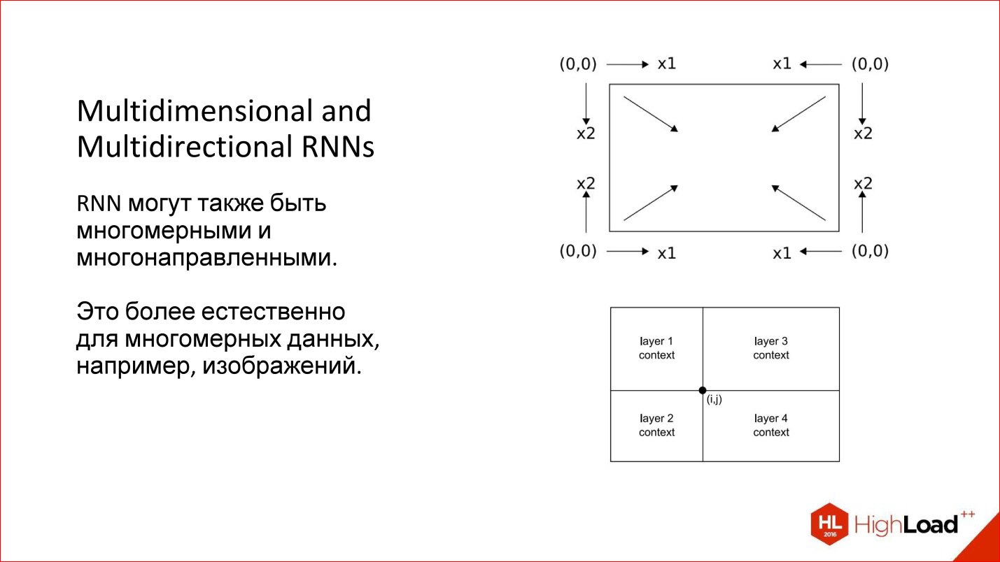 Multidimensional and
Multidirectional RNNs
RNN могут также быть
многомерными и
многонаправленными.
Это более естественно
для многомерных данных,
например, изображений.
(0,0) x1 x1 (0,0)
x2 x2
x2 x2
(0,0) x1 x1 (0,0)
layer 1
context
layer 3
context
(i,j)
layer 2
context
layer 4
context
HL
2016
HighLoad++